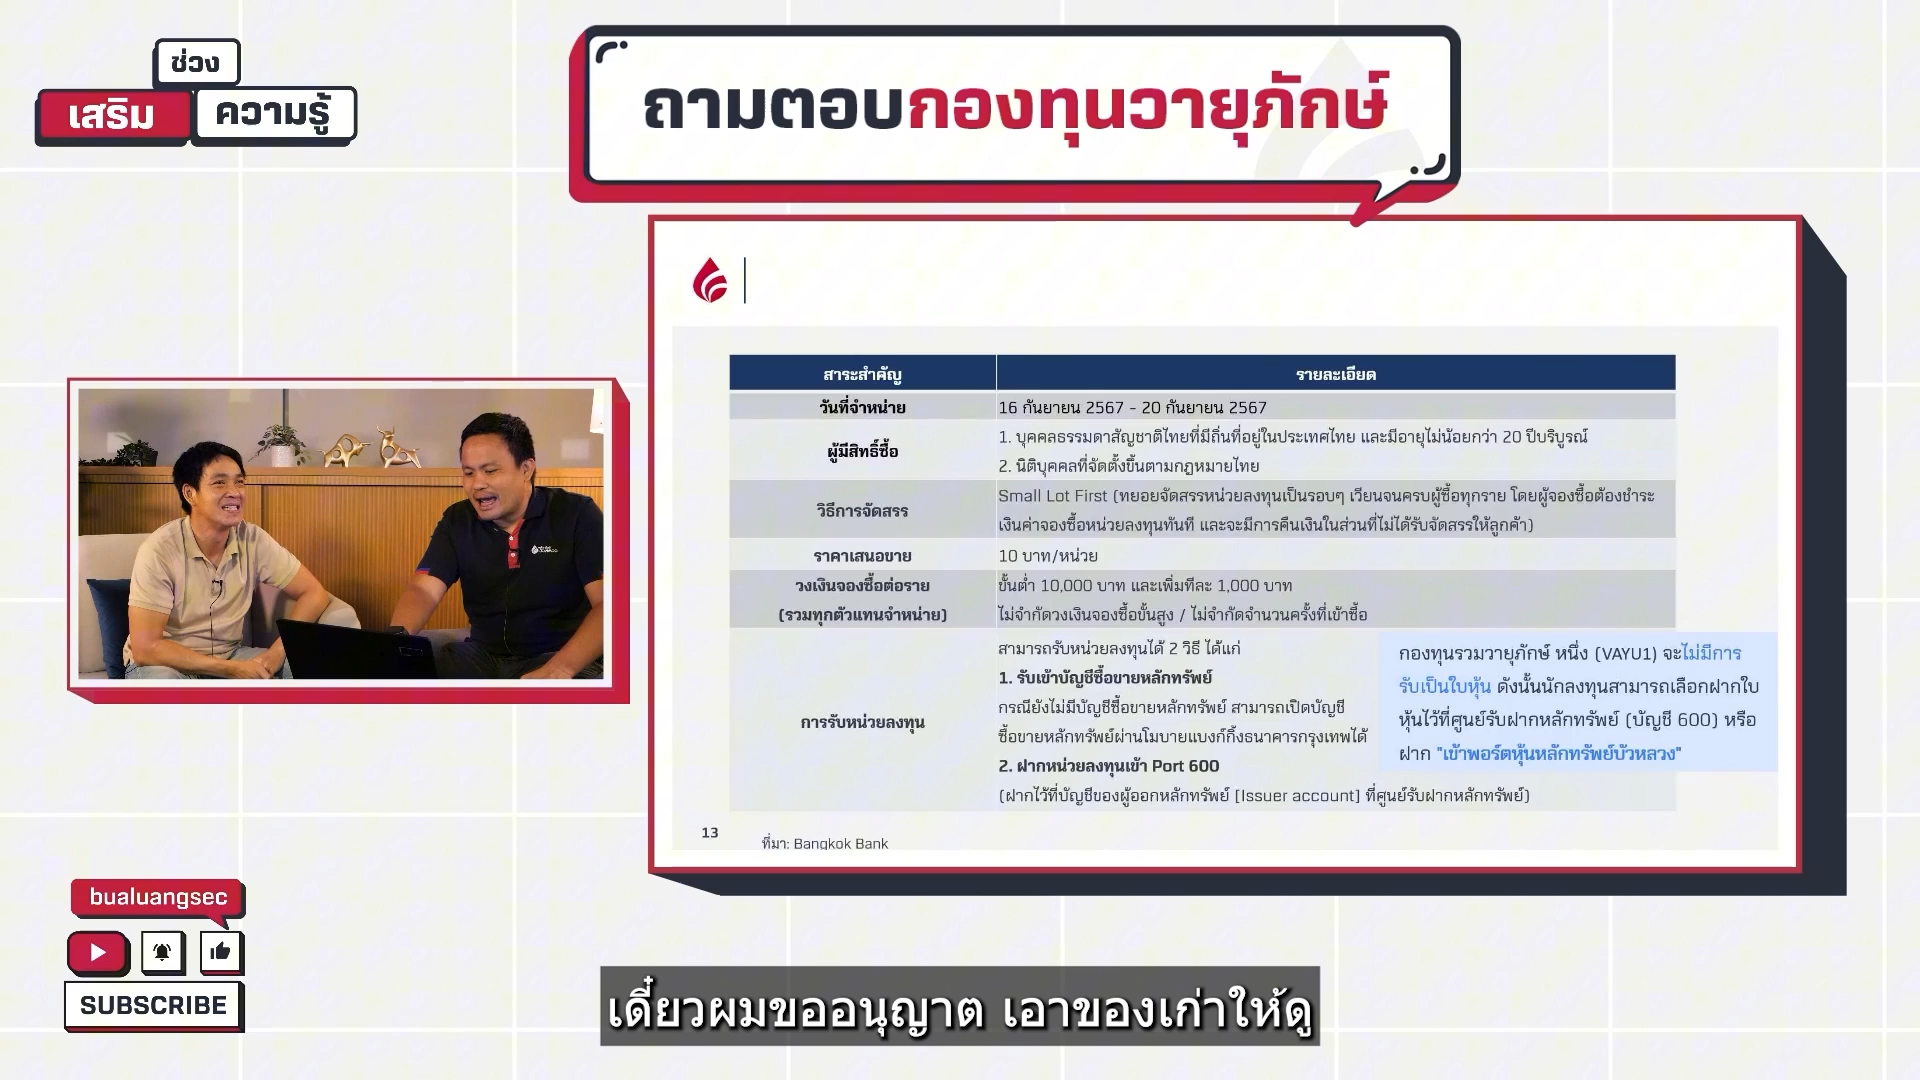 ช่วง
เสริม ความรู้
ถามตอบกองทุนวายุภักษ์
สาระสำคัญ รายละเอียด
วันที่จำหน่าย 16 กันยายน 2567 - 20 กันยายน 2567
ผู้มีสิทธิ์ซื้อ
1. บุคคลธรรมดาสัญชาติไทยที่มีถิ่นที่อยู่ในประเทศไทย และมีอายุไม่น้อยกว่า 20 ปีบริบูรณ์
2. นิติบุคคลที่จัดตั้งขึ้นตามกฎหมายไทย
วิธีการจัดสรร
Small Lot First (ทยอยจัดสรรหน่วยลงทุนเป็นรอบๆ เวียนจนครบผู้ซื้อทุกราย โดยผู้จองซื้อต้องชำระ
เงินค่าจองซื้อหน่วยลงทุนทันที และจะมีการคืนเงินในส่วนที่ไม่ได้รับจัดสรรให้ลูกค้า)
ราคาเสนอขาย 10 บาท/หน่วย
วงเงินจองซื้อต่อราย ขั้นต่ำ 10,000 บาท และเพิ่มทีละ 1,000 บาท
(รวมทุกตัวแทนจำหน่าย) ไม่จำกัดวงเงินจองซื้อขั้นสูง / ไม่จำกัดจำนวนครั้งที่เข้าซื้อ
การรับหน่วยลงทุน
สามารถรับหน่วยลงทุนได้ 2 วิธี ได้แก่
1. รับเข้าบัญชีซื้อขายหลักทรัพย์
กรณียังไม่มีบัญชีซื้อขายหลักทรัพย์ สามารถเปิดบัญชี
ซื้อขายหลักทรัพย์ผ่านโมบายแบงก์กิ้งธนาคารกรุงเทพได้
2. ฝากหน่วยลงทุนเข้า Port 600
(ฝากไว้ที่บัญชีของผู้ออกหลักทรัพย์ [Issuer account] ที่ศูนย์รับฝากหลักทรัพย์)
กองทุนรวมวายุภักษ์ หนึ่ง (VAYU1) จะไม่มีการ
รับเป็นใบหุ้น ดังนั้นนักลงทุนสามารถเลือกฝากใบ
หุ้นไว้ที่ศูนย์รับฝากหลักทรัพย์ (บัญชี 600) หรือ
ฝาก "เข้าพอร์ตหุ้นหลักทรัพย์บัวหลวง"
13
ที่มา: Bangkok Bank
bualuangsec
SUBSCRIBE
เดี๋ยวผมขออนุญาต เอาของเก่าให้ดู